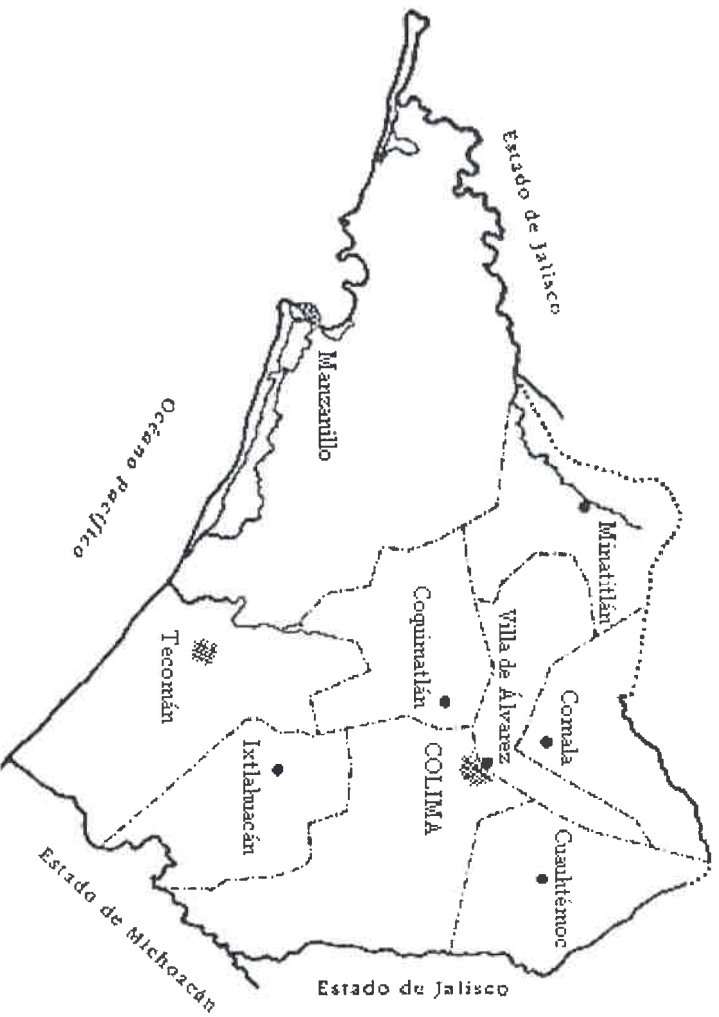 Estado de Jalisco
Minatitlán
Comala
Cuauhtémoc
Villa de Álvarez
Manzanillo
Coquimatlán
COLIMA
Océano Pacífico
Tecomán
Ixtlahuacán
Estado de Michoacán
Estado de Jalisco